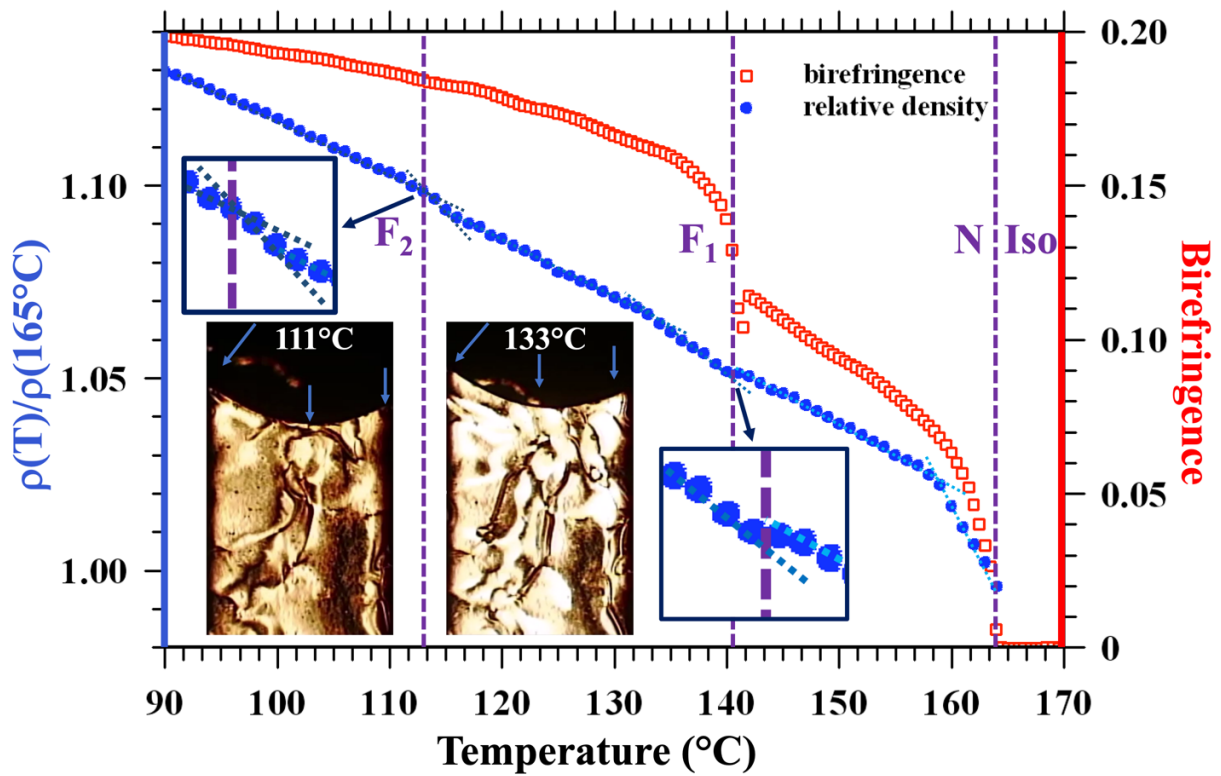 birefringence
relative density
0.20
0.15
0.10
0.05
0
1.10
1.05
1.00
ρ(T)/ρ(165°C)
Birefringence
F₂
F₁
N
Iso
111°C
133°C
90
100
110
120
130
140
150
160
170
Temperature (°C)